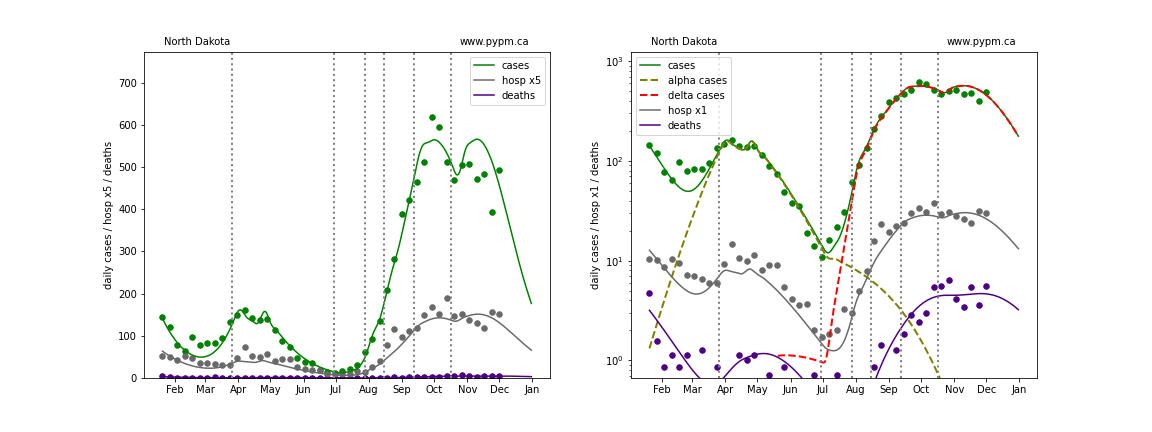 North Dakota
www.pypm.ca
cases
hosp x5
deaths
daily cases / hosp x5 / deaths
700
600
500
400
300
200
100
0
Feb Mar Apr May Jun Jul Aug Sep Oct Nov Dec Jan
North Dakota
www.pypm.ca
cases
alpha cases
delta cases
hosp x1
deaths
daily cases / hosp x1 / deaths
10³
10²
10¹
10⁰
Feb Mar Apr May Jun Jul Aug Sep Oct Nov Dec Jan